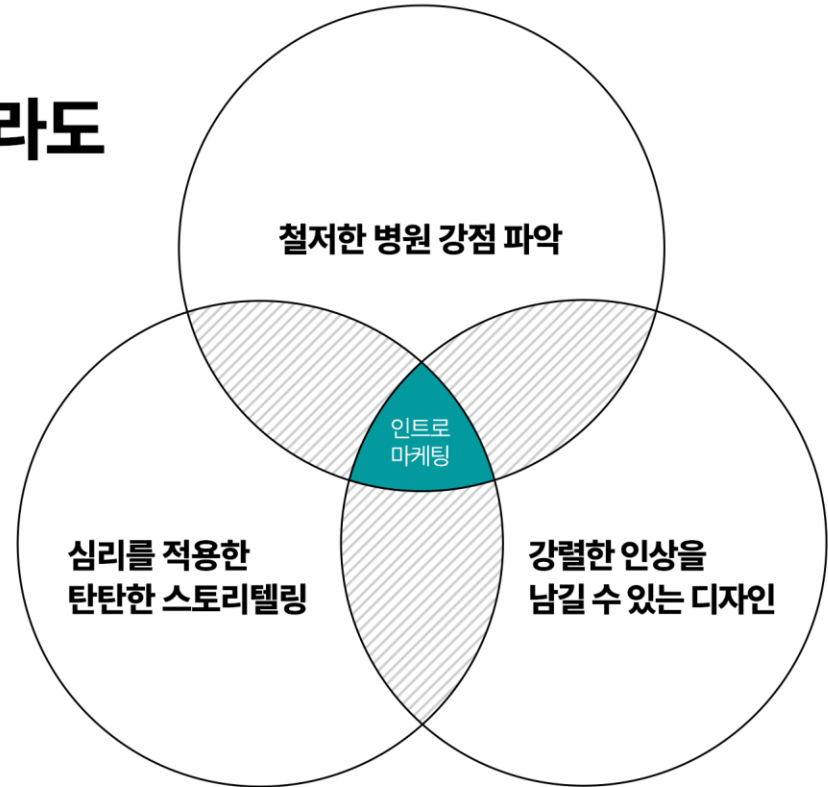 라도
철저한 병원 강점 파악
인트로
마케팅
심리를 적용한
탄탄한 스토리텔링
강렬한 인상을
남길 수 있는 디자인